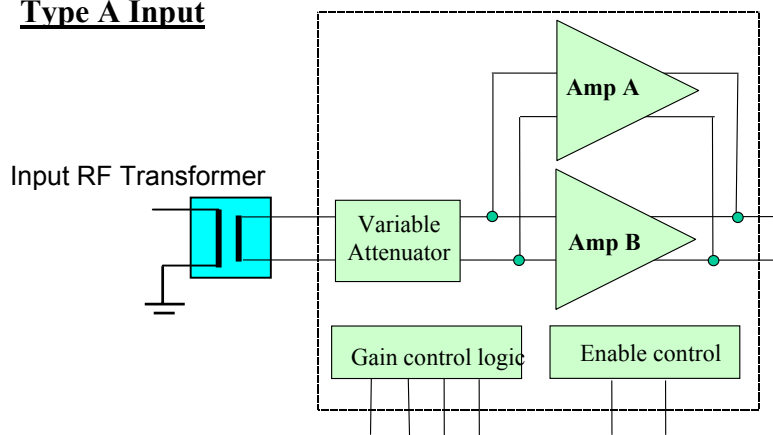 Type A Input
Amp A
Input RF Transformer
Variable
Attenuator
Amp B
Gain control logic
Enable control